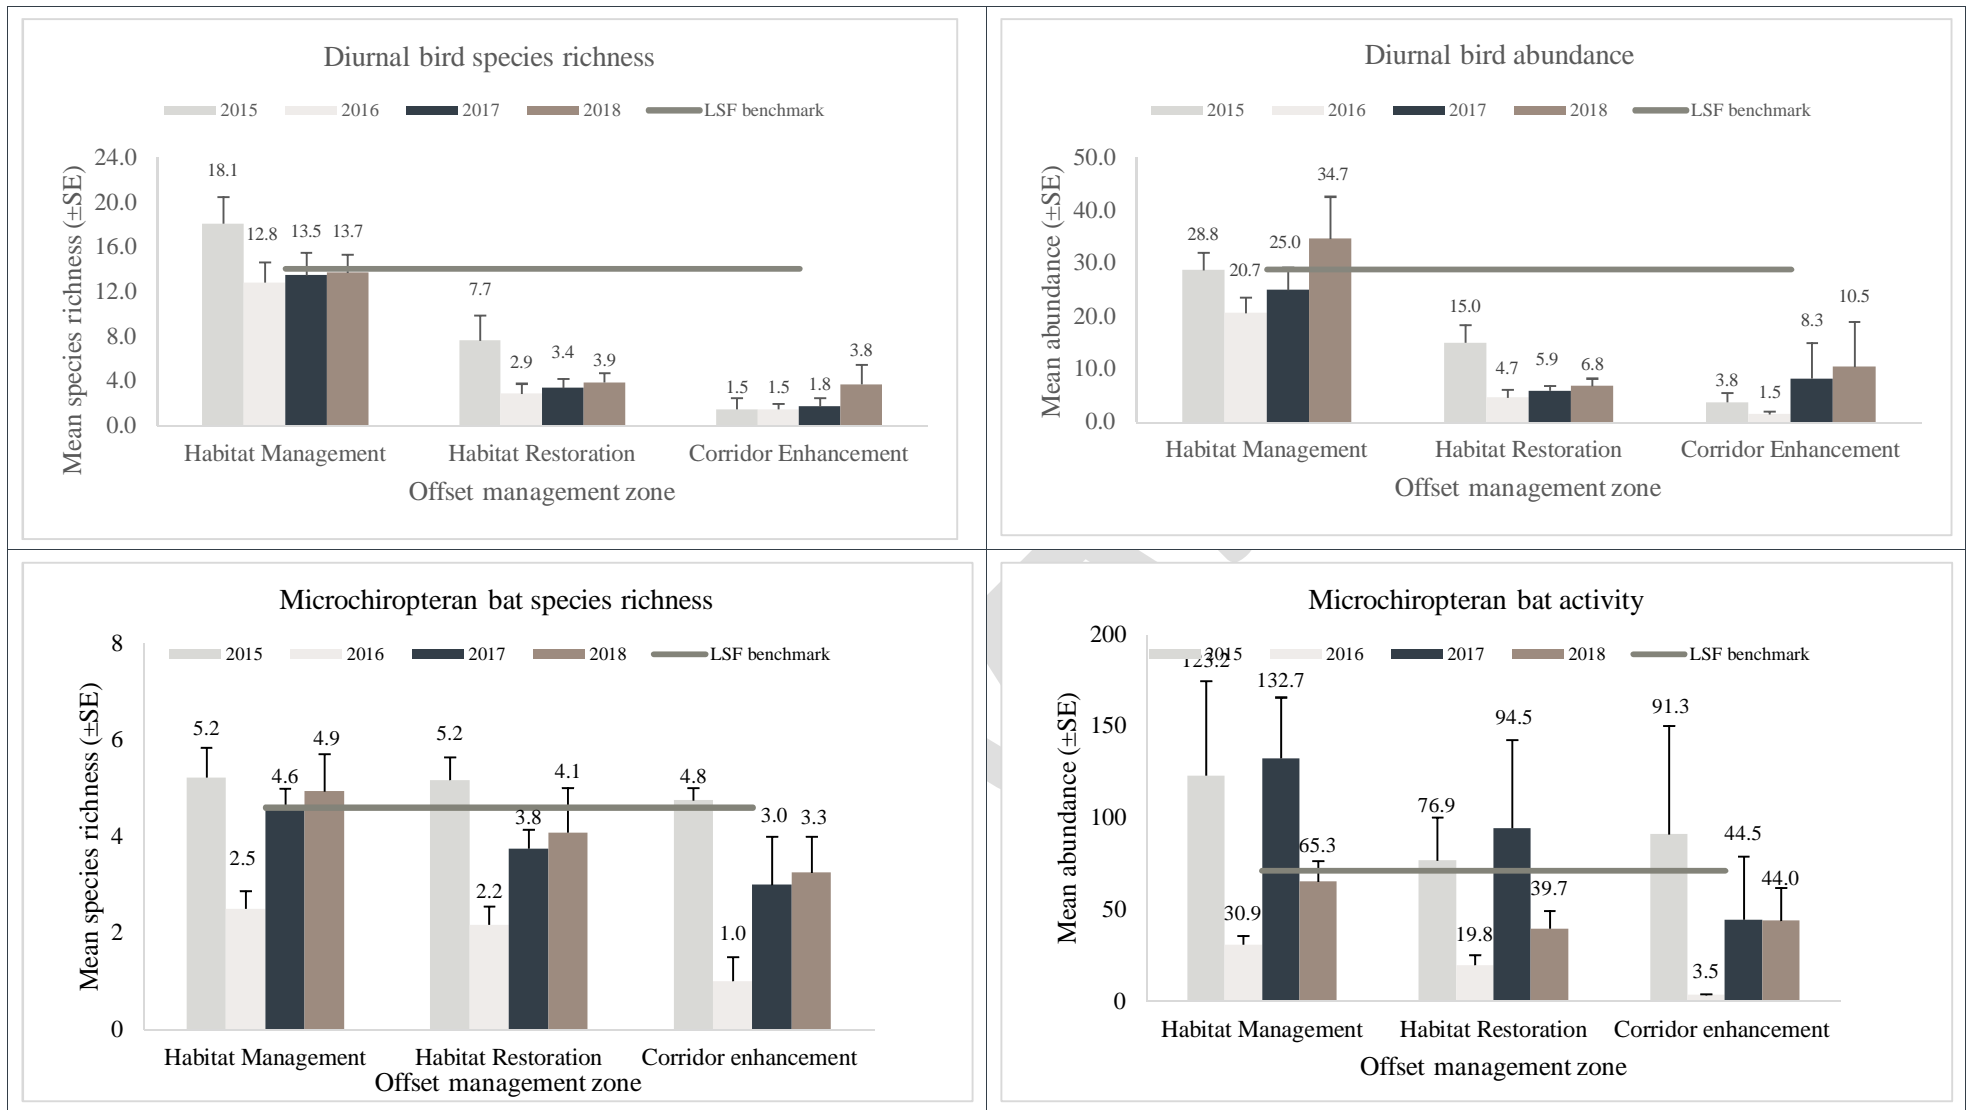 Diurnal bird species richness
2015 2016 2017 2018 LSF benchmark
Mean species richness (±SE)
24.0
20.0
16.0
12.0
8.0
4.0
0.0
18.1 12.8 13.5 13.7
7.7 2.9 3.4 3.9
1.5 1.5 1.8 3.8
Habitat Management Habitat Restoration Corridor Enhancement
Offset management zone
Diurnal bird abundance
2015 2016 2017 2018 LSF benchmark
Mean abundance (±SE)
50.0
40.0
30.0
20.0
10.0
0.0
28.8 20.7 25.0 34.7
15.0 4.7 5.9 6.8
3.8 1.5 8.3 10.5
Habitat Management Habitat Restoration Corridor Enhancement
Offset management zone
Microchiropteran bat species richness
2015 2016 2017 2018 LSF benchmark
Mean species richness (±SE)
8
6
4
2
0
5.2 2.5 4.6 4.9
5.2 2.2 3.8 4.1
4.8 1.0 3.0 3.3
Habitat Management Habitat Restoration Corridor enhancement
Offset management zone
Microchiropteran bat activity
2015 2016 2017 2018 LSF benchmark
Mean abundance (±SE)
200
150
100
50
0
123.2 30.9 132.7 65.3
76.9 19.8 94.5 39.7
91.3 3.5 44.5 44.0
Habitat Management Habitat Restoration Corridor enhancement
Offset management zone